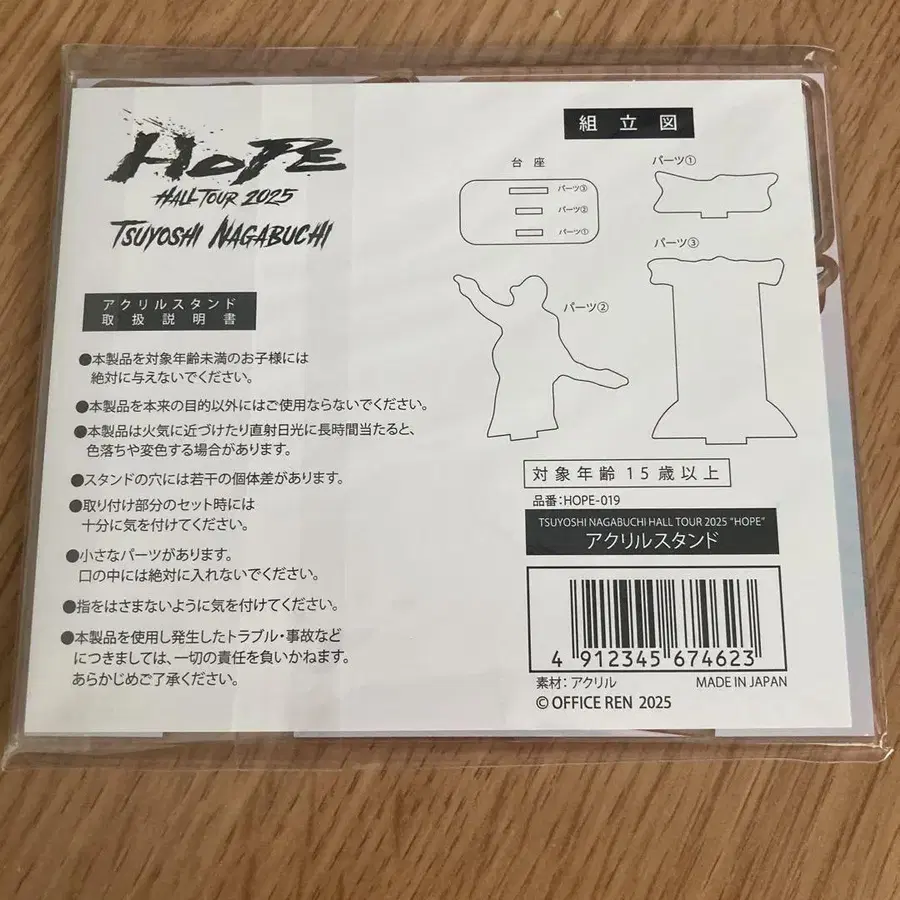 HOPE
HALL TOUR 2025
TSUYOSHI NAGABUCHI
アクリルスタンド
取扱説明書
●本製品を対象年齢未満のお子様には
絶対に与えないでください。
●本製品を本来の目的以外にはご使用ならないでください。
●本製品は火気に近づけたり直射日光に長時間当たると、
色落ちや変色する場合があります。
●スタンドの穴には若干の個体差があります。
●取り付け部分のセット時には
十分に気を付けてください。
●小さなパーツがあります。
口の中には絶対に入れないでください。
●指をはさまないように気を付けてください。
●本製品を使用し発生したトラブル・事故など
につきましては、一切の責任を負いかねます。
あらかじめご了承ください。
組立図
台座
パーツ③
パーツ②
パーツ①
パーツ①
パーツ③
パーツ②
対象年齢15歳以上
品番:HOPE-019
TSUYOSHI NAGABUCHI HALL TOUR 2025 "HOPE"
アクリルスタンド
4 912345 674623
素材:アクリル
MADE IN JAPAN
© OFFICE REN 2025